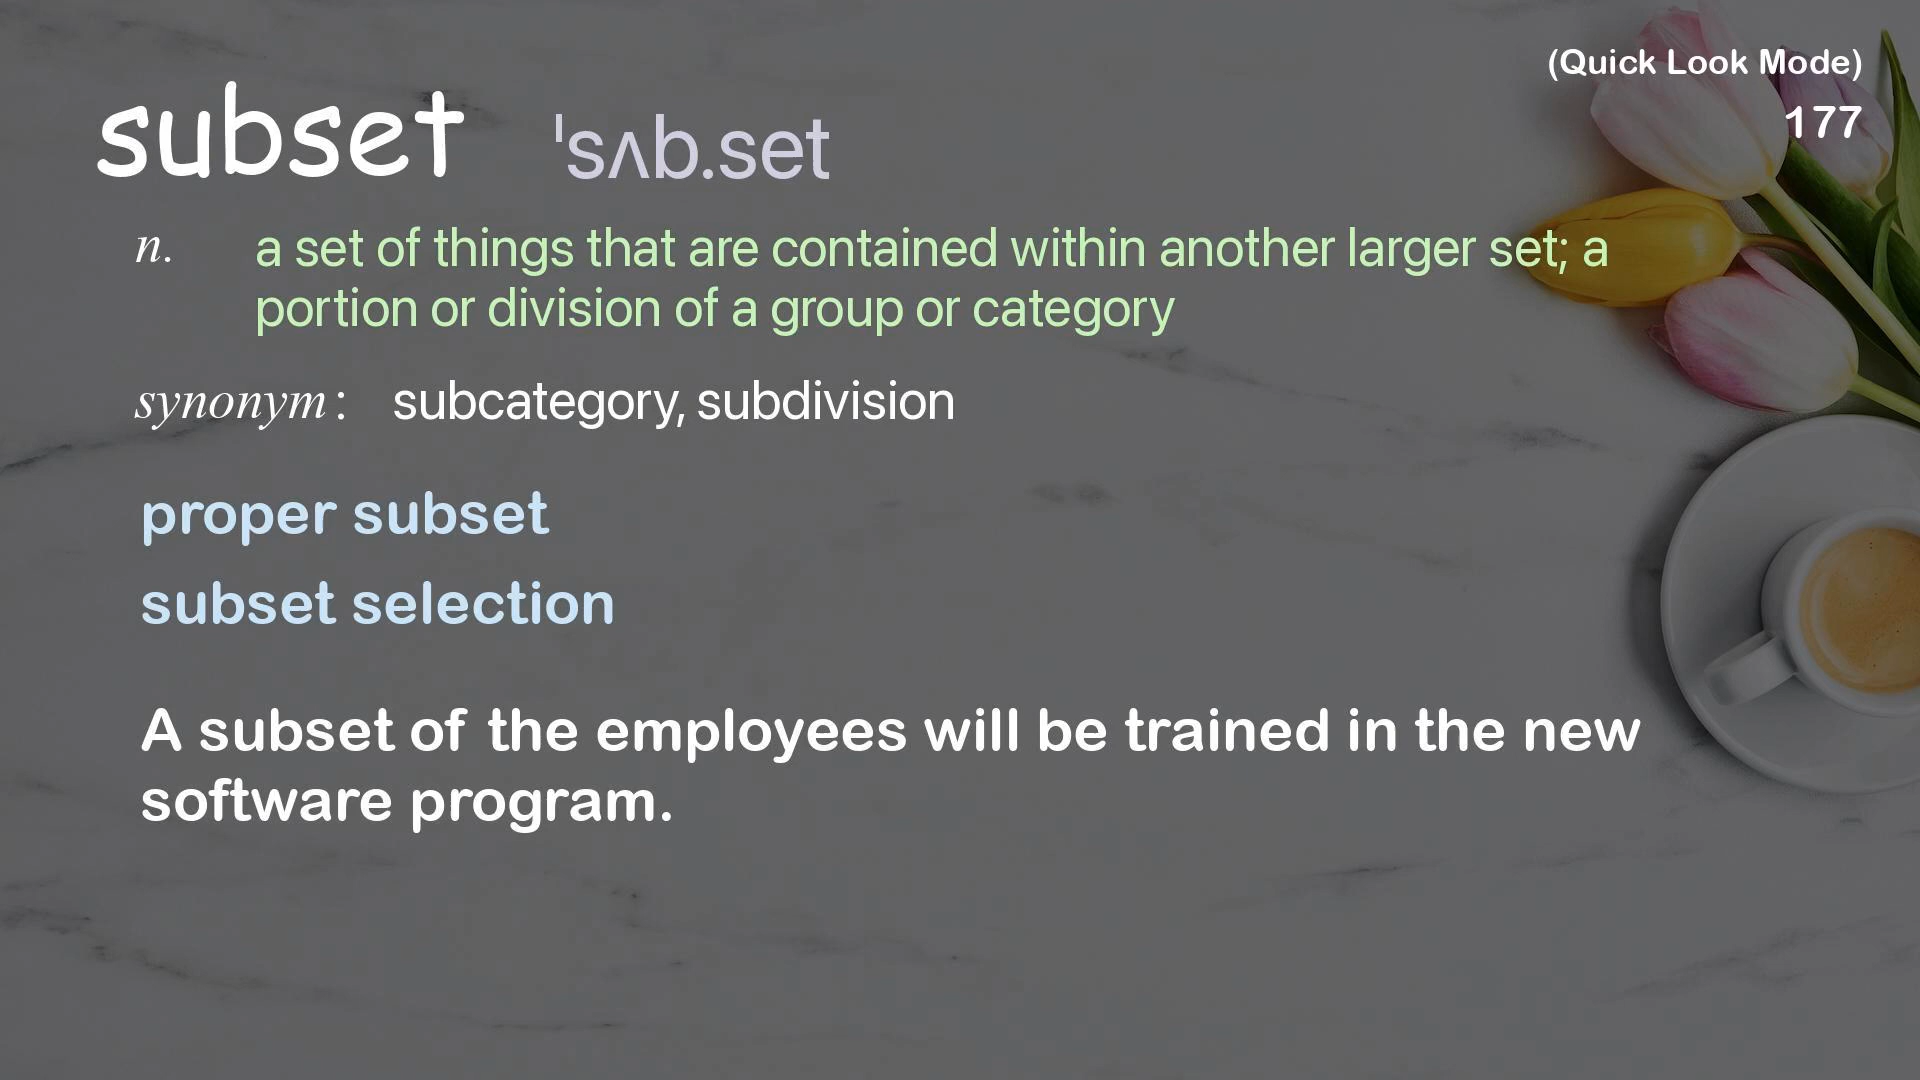 (Quick Look Mode)
177
subset ˈsʌb.set
n. a set of things that are contained within another larger set; a
portion or division of a group or category
synonym: subcategory, subdivision
proper subset
subset selection
A subset of the employees will be trained in the new
software program.